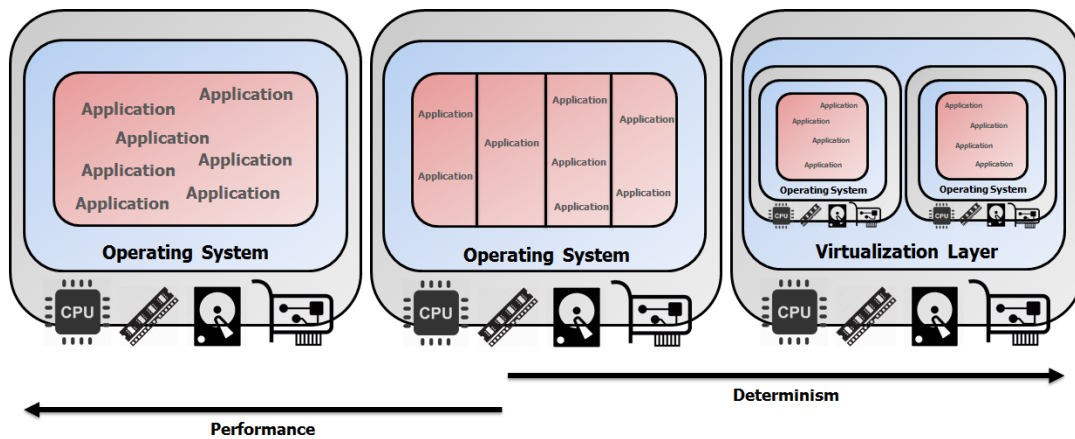 Application
Application
Application
Application
Application
Application
Application
Operating System
CPU
Application
Application
Application
Application
Application
Application
Application
Application
Operating System
CPU
Application
Application
Application
Application
Operating System
CPU
Application
Application
Application
Application
Operating System
CPU
Virtualization Layer
CPU
Determinism
Performance